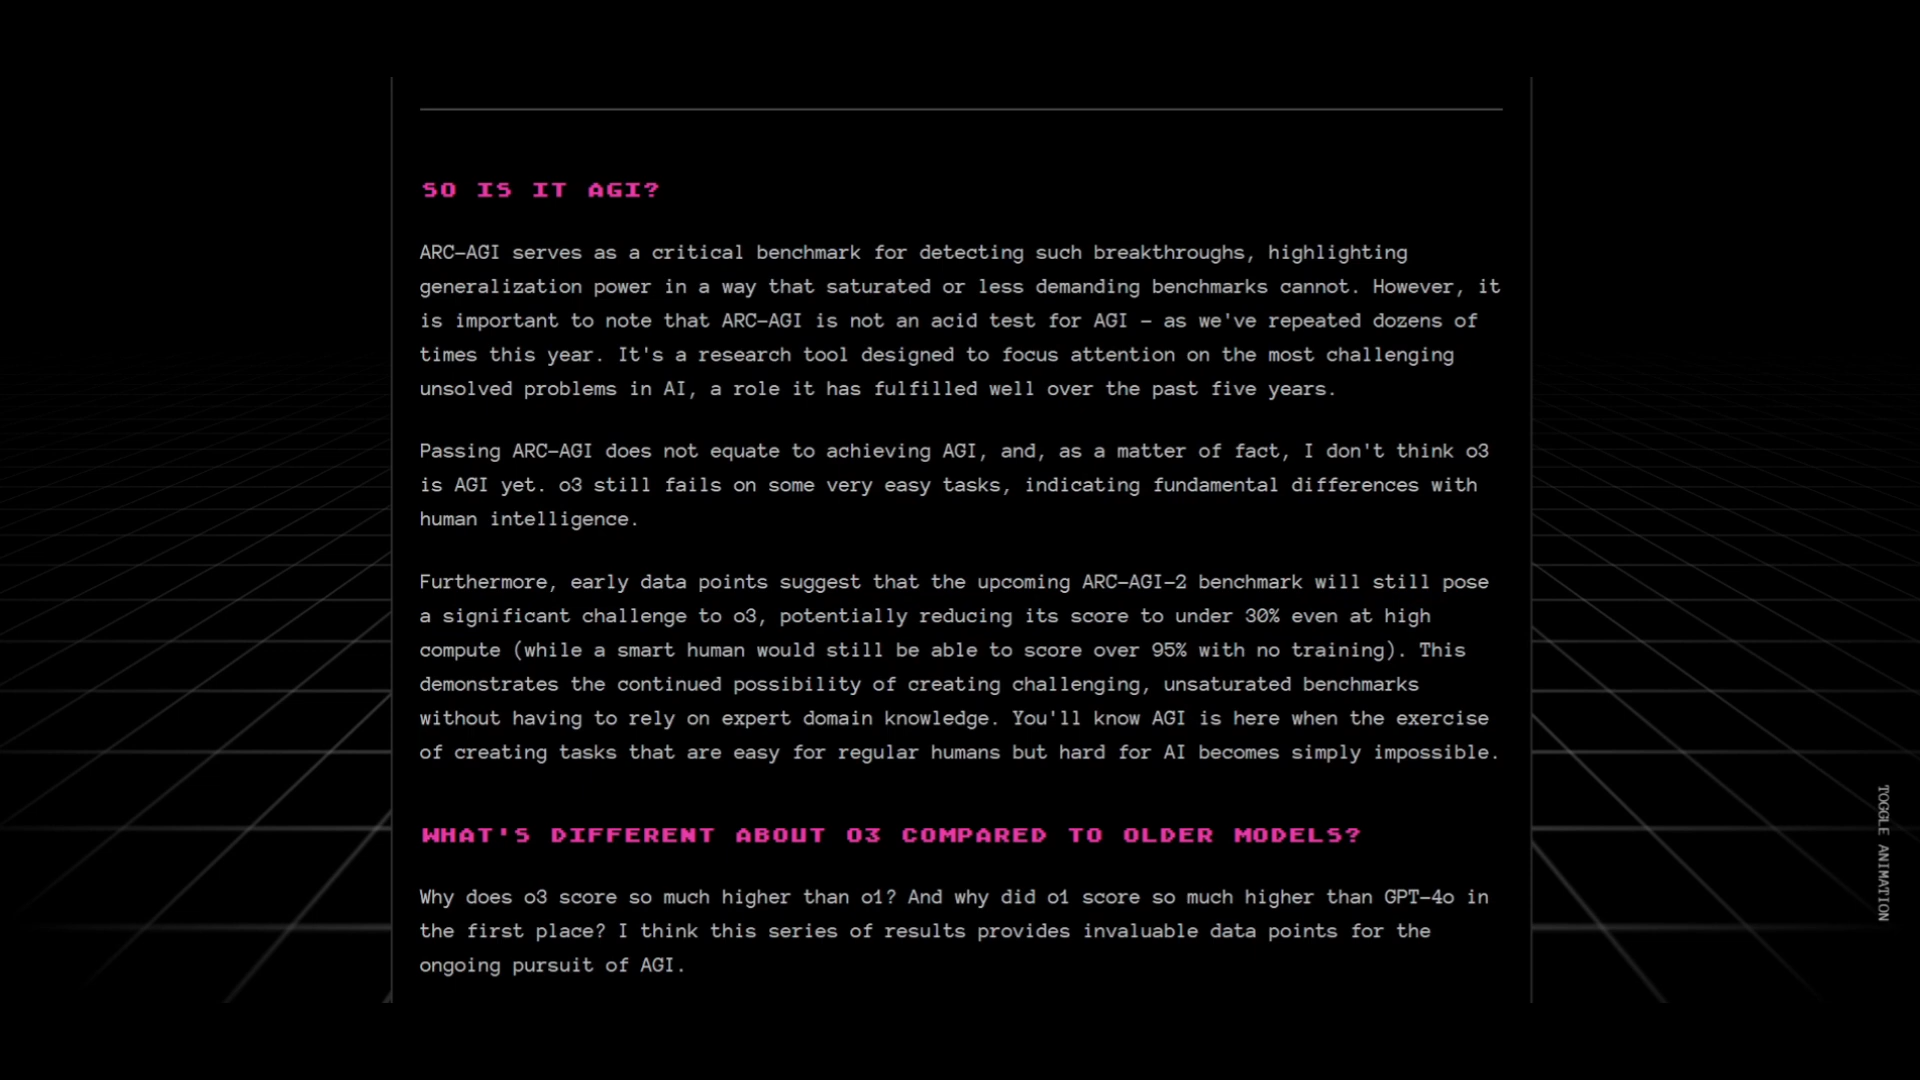 SO IS IT AGI?
ARC-AGI serves as a critical benchmark for detecting such breakthroughs, highlighting
generalization power in a way that saturated or less demanding benchmarks cannot. However, it
is important to note that ARC-AGI is not an acid test for AGI – as we've repeated dozens of
times this year. It's a research tool designed to focus attention on the most challenging
unsolved problems in AI, a role it has fulfilled well over the past five years.
Passing ARC-AGI does not equate to achieving AGI, and, as a matter of fact, I don't think o3
is AGI yet. o3 still fails on some very easy tasks, indicating fundamental differences with
human intelligence.
Furthermore, early data points suggest that the upcoming ARC-AGI-2 benchmark will still pose
a significant challenge to o3, potentially reducing its score to under 30% even at high
compute (while a smart human would still be able to score over 95% with no training). This
demonstrates the continued possibility of creating challenging, unsaturated benchmarks
without having to rely on expert domain knowledge. You'll know AGI is here when the exercise
of creating tasks that are easy for regular humans but hard for AI becomes simply impossible.
WHAT'S DIFFERENT ABOUT O3 COMPARED TO OLDER MODELS?
Why does o3 score so much higher than o1? And why did o1 score so much higher than GPT-4o in
the first place? I think this series of results provides invaluable data points for the
ongoing pursuit of AGI.
TOGGLE ANIMATION